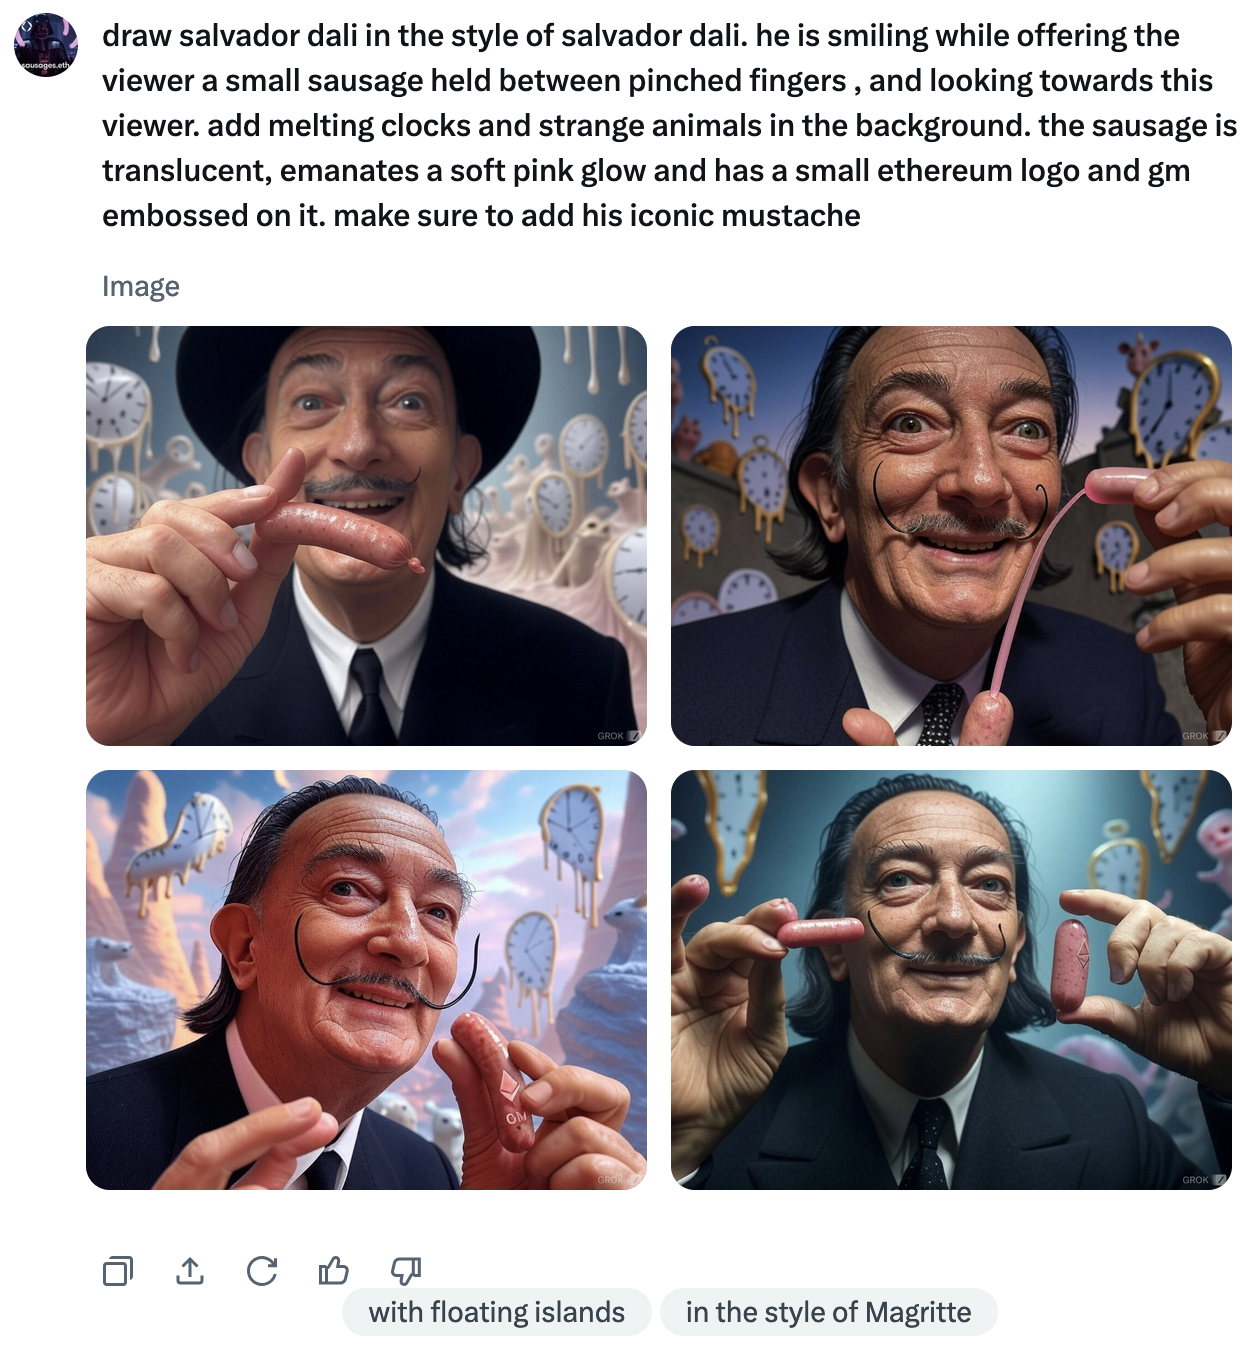 sausages.eth
draw salvador dali in the style of salvador dali. he is smiling while offering the
viewer a small sausage held between pinched fingers , and looking towards this
viewer. add melting clocks and strange animals in the background. the sausage is
translucent, emanates a soft pink glow and has a small ethereum logo and gm
embossed on it. make sure to add his iconic mustache
Image
GROK
GROK
GM
GROK
GROK
with floating islands
in the style of Magritte